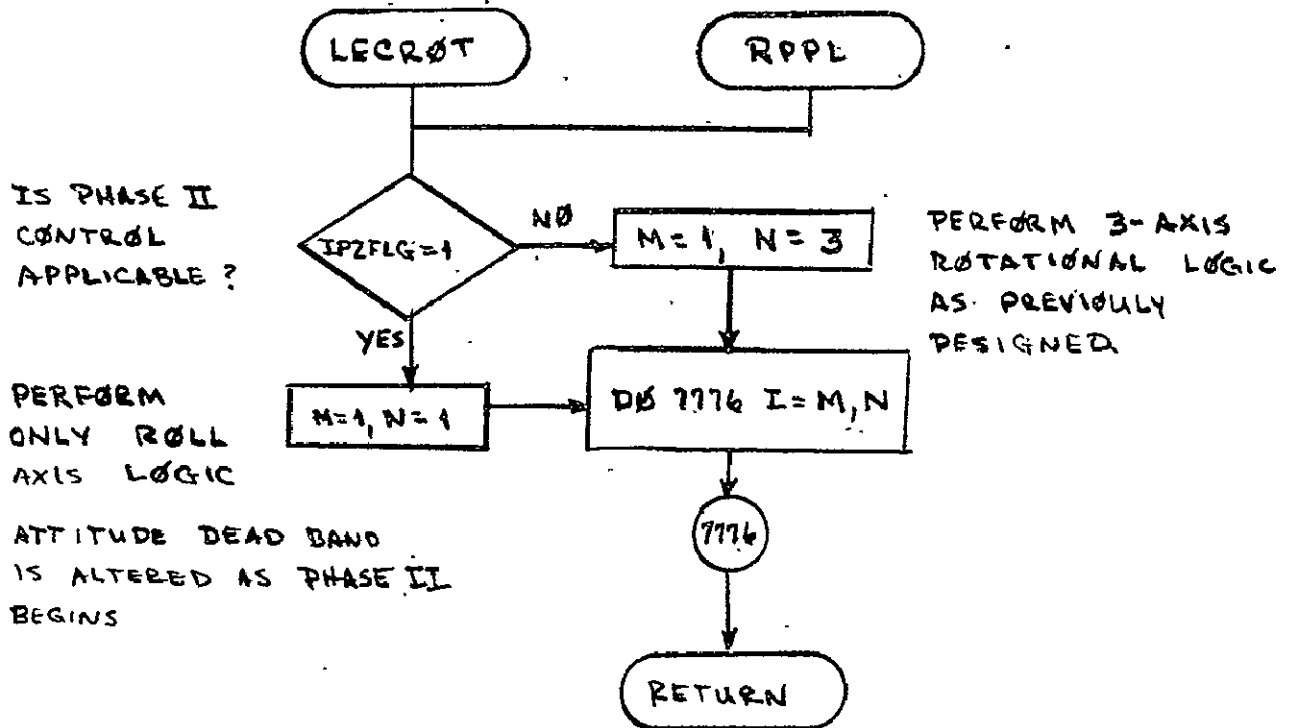 LECRØT
RPPL
IS PHASE II
CØNTRØL
APPLICABLE ?
IP2FLG=1
NØ
M=1, N=3
PERFØRM 3-AXIS
RØTATIØNAL LØGIC
AS PREVIØULY
DESIGNED.
YES
PERFØRM
ONLY RØLL
AXIS LØGIC
M=1, N=1
DØ 7776 I=M,N
ATTITUDE DEAD BAND
IS ALTERED AS PHASE II
BEGINS
7776
RETURN